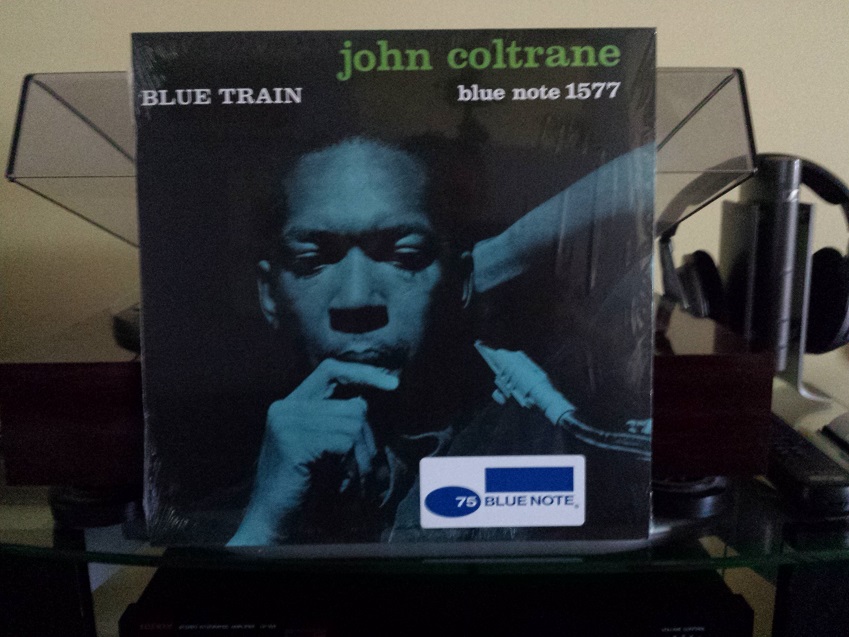 john coltrane
BLUE TRAIN
blue note 1577
75 BLUE NOTE